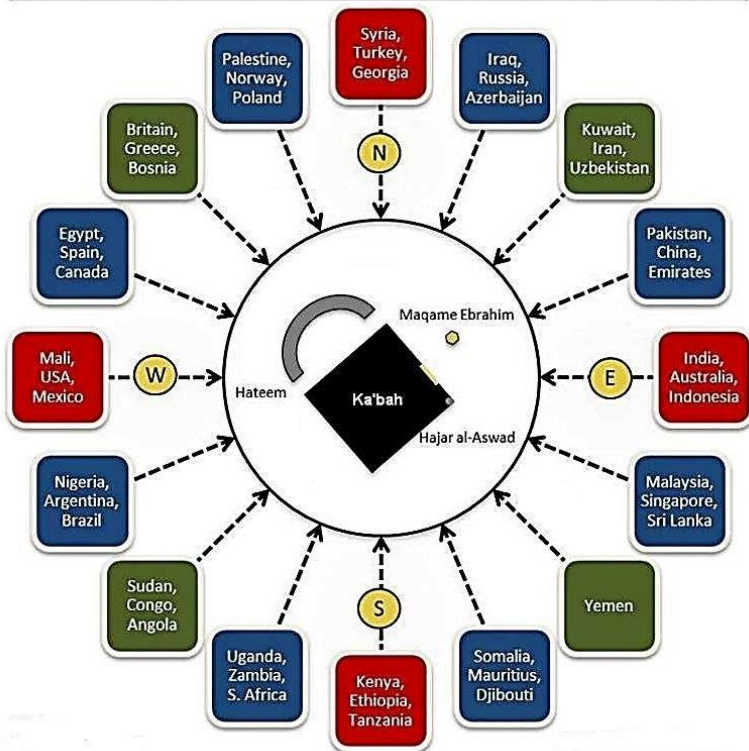 Syria,
Turkey,
Georgia
Palestine,
Norway,
Poland
Iraq,
Russia,
Azerbaijan
Britain,
Greece,
Bosnia
N
Kuwait,
Iran,
Uzbekistan
Egypt,
Spain,
Canada
Pakistan,
China,
Emirates
Maqame Ebrahim
Mali,
USA,
Mexico
W
Hateem
Ka'bah
E
India,
Australia,
Indonesia
Hajar al-Aswad
Nigeria,
Argentina,
Brazil
Malaysia,
Singapore,
Sri Lanka
Sudan,
Congo,
Angola
S
Yemen
Uganda,
Zambia,
S. Africa
Kenya,
Ethiopia,
Tanzania
Somalia,
Mauritius,
Djibouti